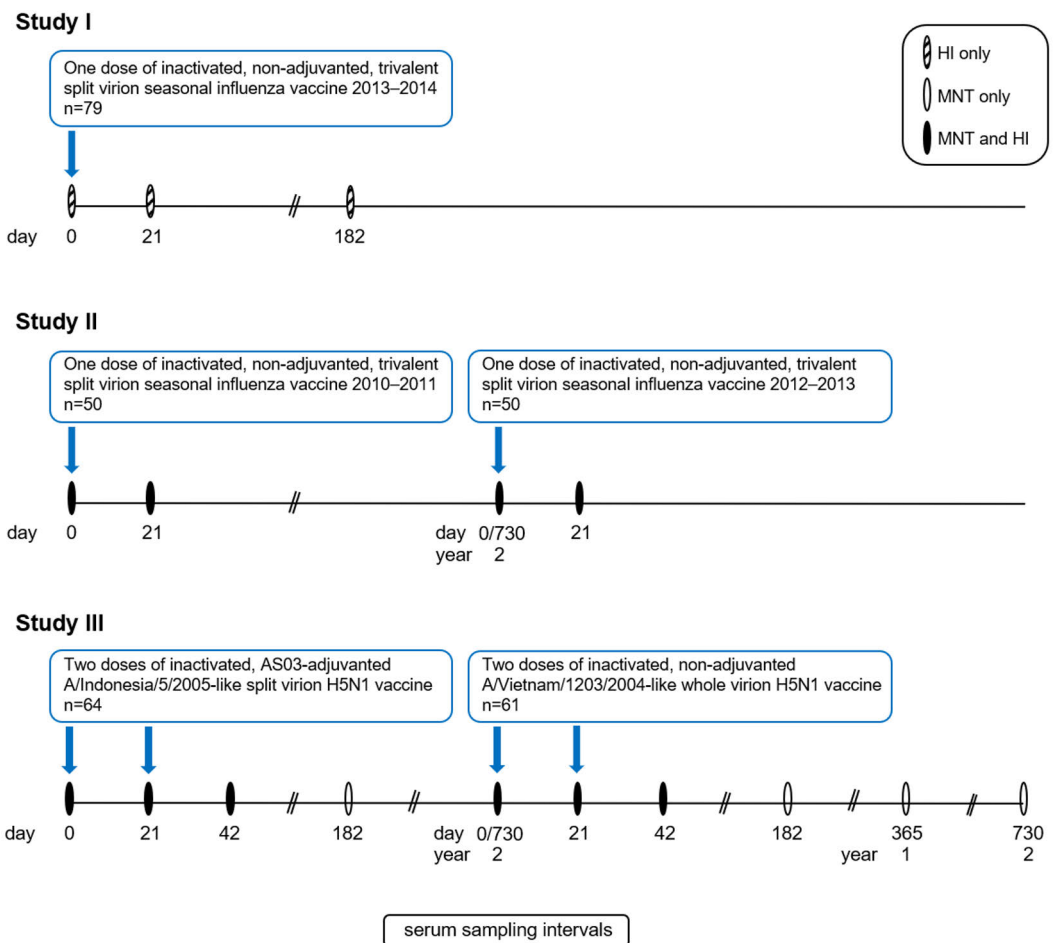 Study I
One dose of inactivated, non-adjuvanted, trivalent
split virion seasonal influenza vaccine 2013–2014
n=79
HI only
MNT only
MNT and HI
day 0 21 182
Study II
One dose of inactivated, non-adjuvanted, trivalent
split virion seasonal influenza vaccine 2010–2011
n=50
One dose of inactivated, non-adjuvanted, trivalent
split virion seasonal influenza vaccine 2012–2013
n=50
day 0 21 day 0/730 21
year 2
Study III
Two doses of inactivated, AS03-adjuvanted
A/Indonesia/5/2005-like split virion H5N1 vaccine
n=64
Two doses of inactivated, non-adjuvanted
A/Vietnam/1203/2004-like whole virion H5N1 vaccine
n=61
day 0 21 42 182 day 0/730 21 42 182 365 730
year 2 year 1 2
serum sampling intervals